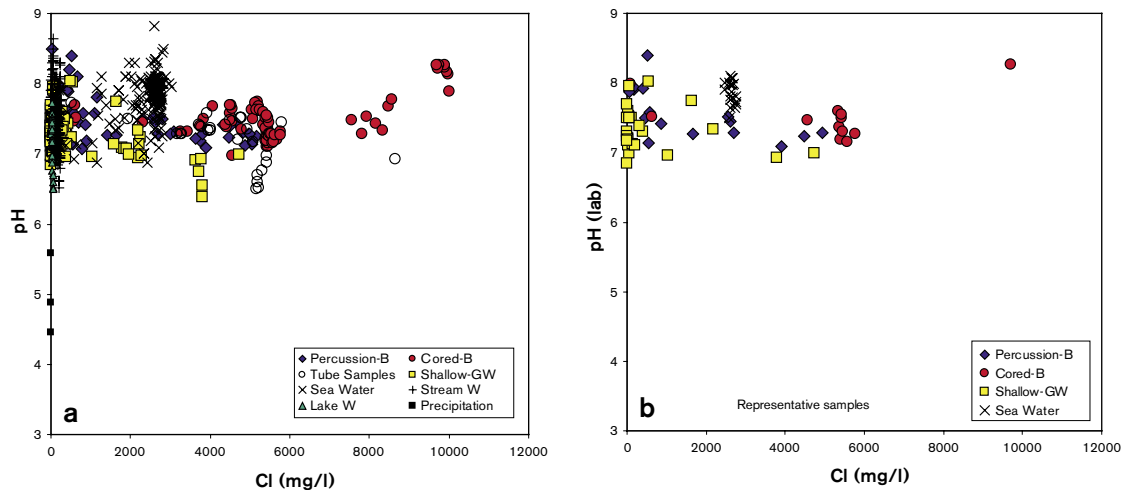 9
8
7
6
5
4
3
pH
0 2000 4000 6000 8000 10000 12000
Cl (mg/l)
a
Percussion-B Cored-B
Tube Samples Shallow-GW
Sea Water Stream W
Lake W Precipitation
9
8
7
6
5
4
3
pH (lab)
0 2000 4000 6000 8000 10000 12000
Cl (mg/l)
b
Representative samples
Percussion-B
Cored-B
Shallow-GW
Sea Water